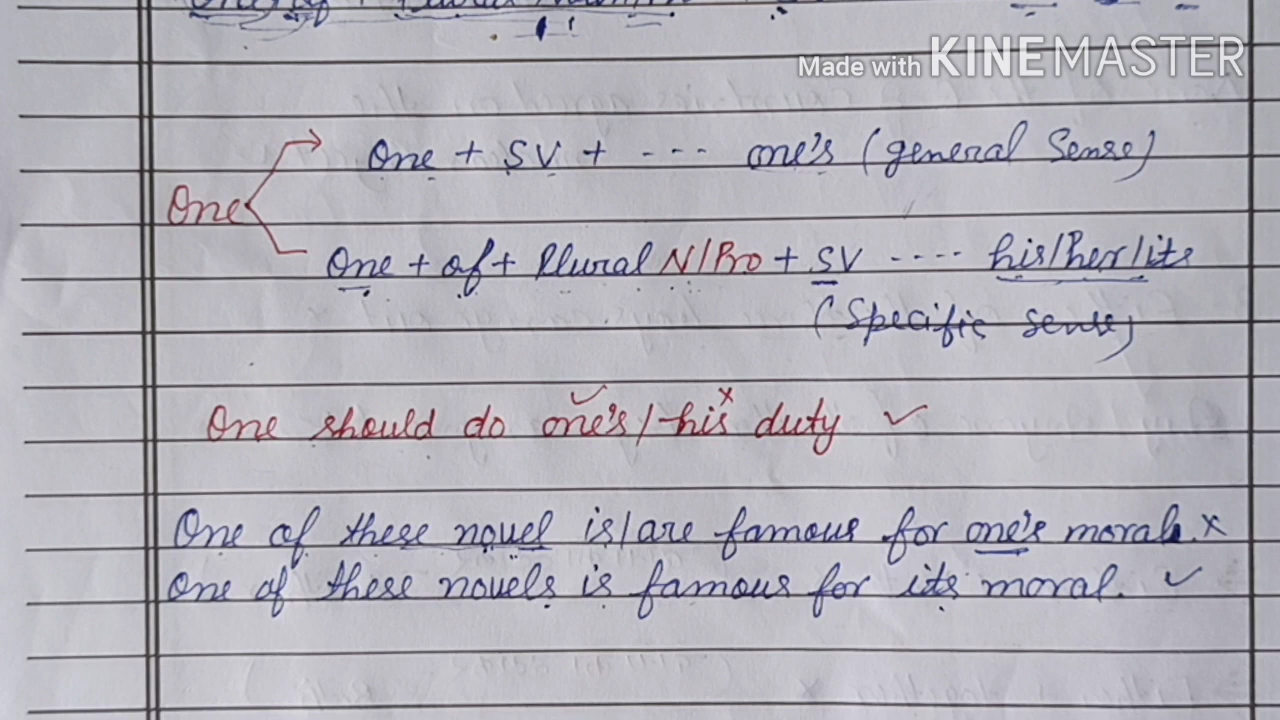 Made with KINEMASTER
One + SV + --- one's (general Sense)
One
One + of + Plural N/Pro + SV ---- his/her/its
(Specific sense)
One should do one's/his duty
One of these novel is/are famous for one's moral.
One of these novels is famous for its moral.